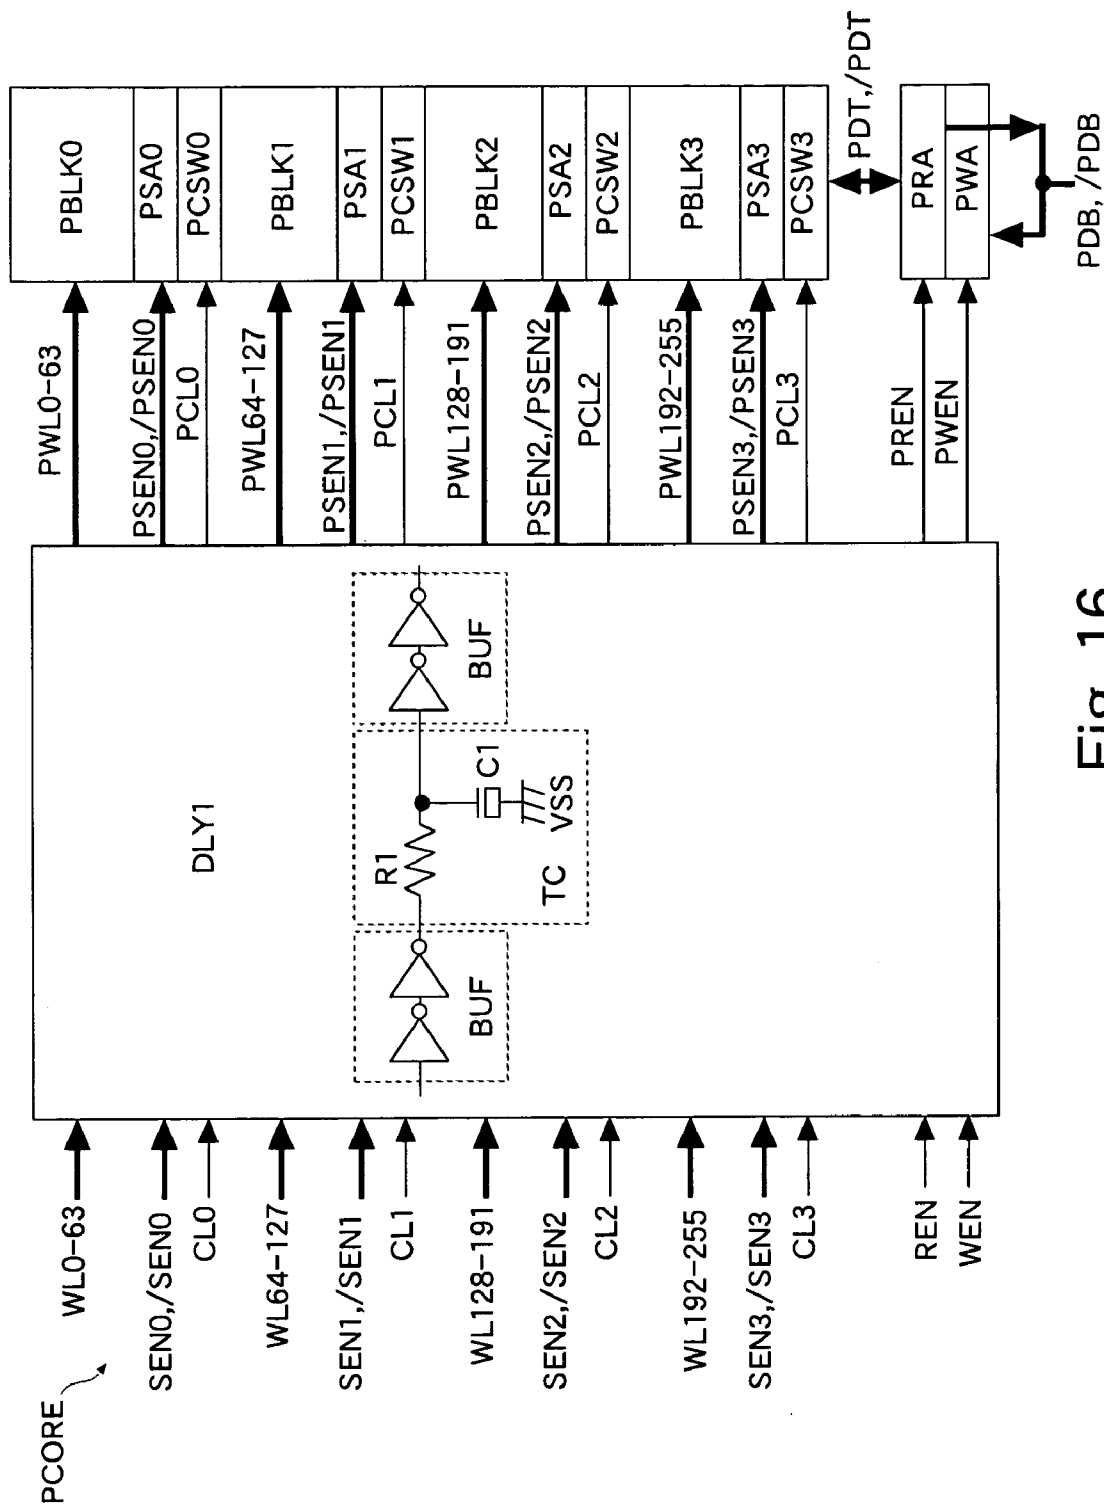 PCORE
WL0-63
SEN0,/SEN0
CL0
WL64-127
SEN1,/SEN1
CL1
WL128-191
SEN2,/SEN2
CL2
WL192-255
SEN3,/SEN3
CL3
REN
WEN
DLY1
BUF
R1
C1
VSS
TC
BUF
PWL0-63
PSEN0,/PSEN0
PCL0
PWL64-127
PSEN1,/PSEN1
PCL1
PWL128-191
PSEN2,/PSEN2
PCL2
PWL192-255
PSEN3,/PSEN3
PCL3
PREN
PWEN
PBLK0
PSA0
PCSW0
PBLK1
PSA1
PCSW1
PBLK2
PSA2
PCSW2
PBLK3
PSA3
PCSW3
PDT,/PDT
PRA
PWA
PDB, /PDB
Fig. 16